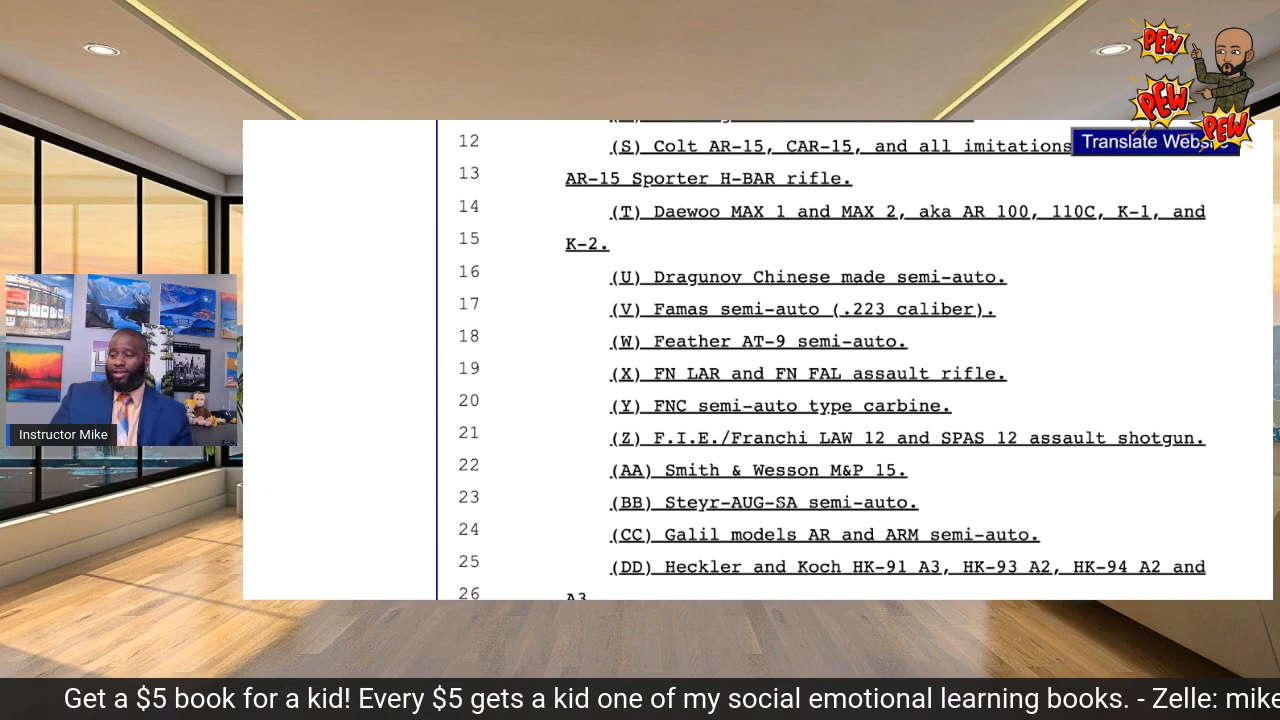 PEW
PEW
PEW
Translate Website
12 (S) Colt AR-15, CAR-15, and all imitations
13 AR-15 Sporter H-BAR rifle.
14 (T) Daewoo MAX 1 and MAX 2, aka AR 100, 110C, K-1, and
15 K-2.
16 (U) Dragunov Chinese made semi-auto.
17 (V) Famas semi-auto (.223 caliber).
18 (W) Feather AT-9 semi-auto.
19 (X) FN LAR and FN FAL assault rifle.
20 (Y) FNC semi-auto type carbine.
21 (Z) F.I.E./Franchi LAW 12 and SPAS 12 assault shotgun.
22 (AA) Smith & Wesson M&P 15.
23 (BB) Steyr-AUG-SA semi-auto.
24 (CC) Galil models AR and ARM semi-auto.
25 (DD) Heckler and Koch HK-91 A3, HK-93 A2, HK-94 A2 and
26 A3
Instructor Mike
Get a $5 book for a kid! Every $5 gets a kid one of my social emotional learning books. - Zelle: mike